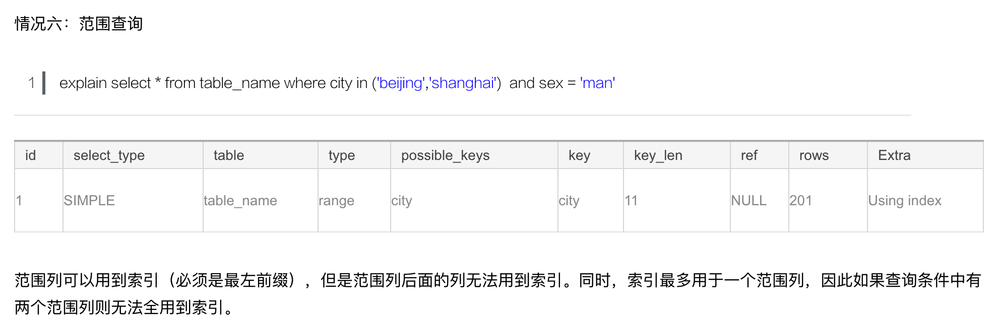 情况六：范围查询
1 explain select * from table_name where city in ('beijing','shanghai')  and sex = 'man'
id select_type table type possible_keys key key_len ref rows Extra
1 SIMPLE table_name range city city 11 NULL 201 Using index
范围列可以用到索引（必须是最左前缀），但是范围列后面的列无法用到索引。同时，索引最多用于一个范围列，因此如果查询条件中有
两个范围列则无法全用到索引。